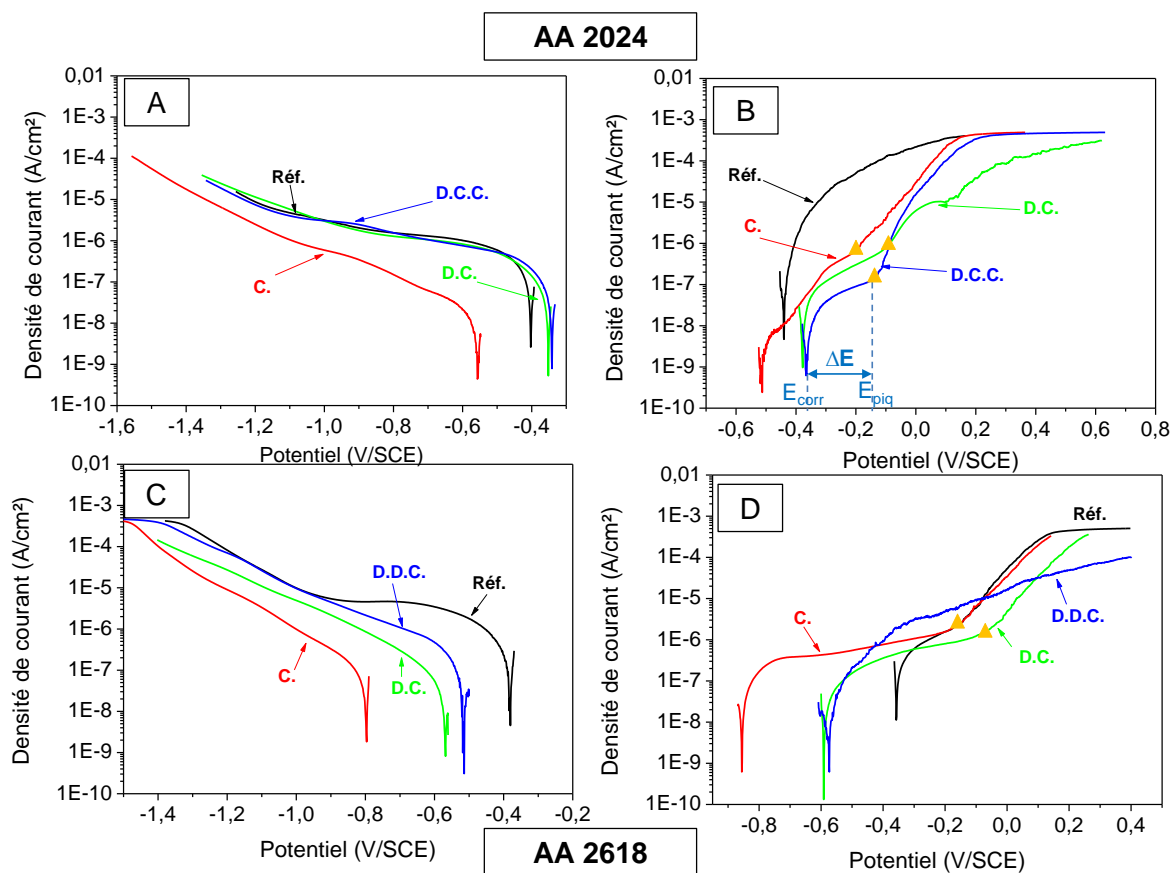 AA 2024
A
Densité de courant (A/cm²)
0,01
1E-3
1E-4
1E-5
1E-6
1E-7
1E-8
1E-9
1E-10
Réf.
D.C.C.
C.
D.C.
-1,6 -1,4 -1,2 -1,0 -0,8 -0,6 -0,4
Potentiel (V/SCE)
B
Densité de courant (A/cm²)
0,01
1E-3
1E-4
1E-5
1E-6
1E-7
1E-8
1E-9
1E-10
Réf.
D.C.
C.
D.C.C.
ΔE
Ecorr
Epiq
-0,6 -0,4 -0,2 0,0 0,2 0,4 0,6 0,8
Potentiel (V/SCE)
C
Densité de courant (A/cm²)
0,01
1E-3
1E-4
1E-5
1E-6
1E-7
1E-8
1E-9
1E-10
D.D.C.
Réf.
C.
D.C.
-1,4 -1,2 -1,0 -0,8 -0,6 -0,4 -0,2
Potentiel (V/SCE)
D
Densité de courant (A/cm²)
0,01
1E-3
1E-4
1E-5
1E-6
1E-7
1E-8
1E-9
1E-10
Réf.
D.D.C.
C.
D.C.
-0,8 -0,6 -0,4 -0,2 0,0 0,2 0,4
Potentiel (V/SCE)
AA 2618